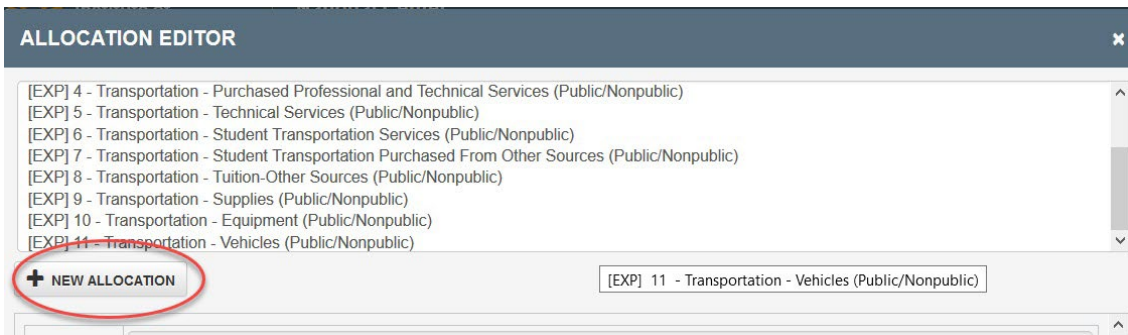 ALLOCATION EDITOR
[EXP] 4 - Transportation - Purchased Professional and Technical Services (Public/Nonpublic)
[EXP] 5 - Transportation - Technical Services (Public/Nonpublic)
[EXP] 6 - Transportation - Student Transportation Services (Public/Nonpublic)
[EXP] 7 - Transportation - Student Transportation Purchased From Other Sources (Public/Nonpublic)
[EXP] 8 - Transportation - Tuition-Other Sources (Public/Nonpublic)
[EXP] 9 - Transportation - Supplies (Public/Nonpublic)
[EXP] 10 - Transportation - Equipment (Public/Nonpublic)
[EXP] 11 - Transportation - Vehicles (Public/Nonpublic)
NEW ALLOCATION
[EXP] 11 - Transportation - Vehicles (Public/Nonpublic)